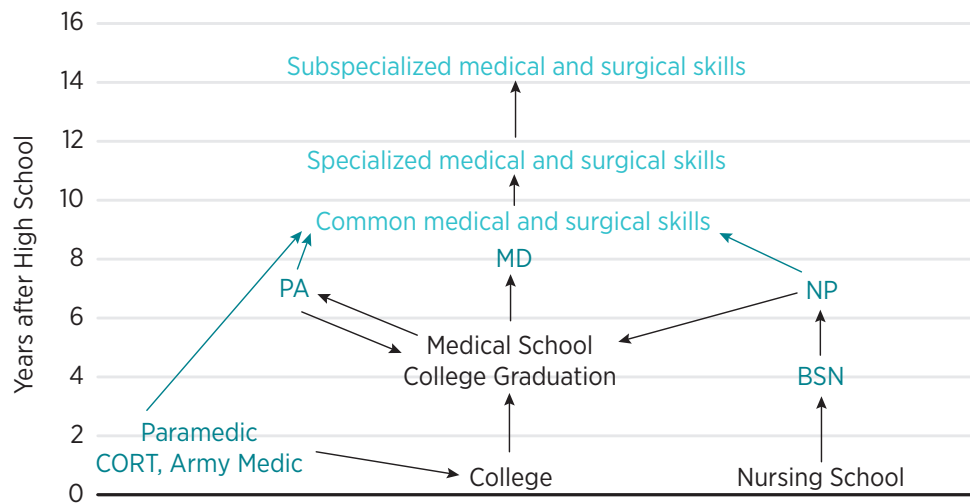 16
Subspecialized medical and surgical skills
14
12
Specialized medical and surgical skills
10
Common medical and surgical skills
MD
8
PA
NP
6
Medical School
College Graduation
4
BSN
Paramedic
2
CORT, Army Medic
College
Nursing School
0
Years after High School